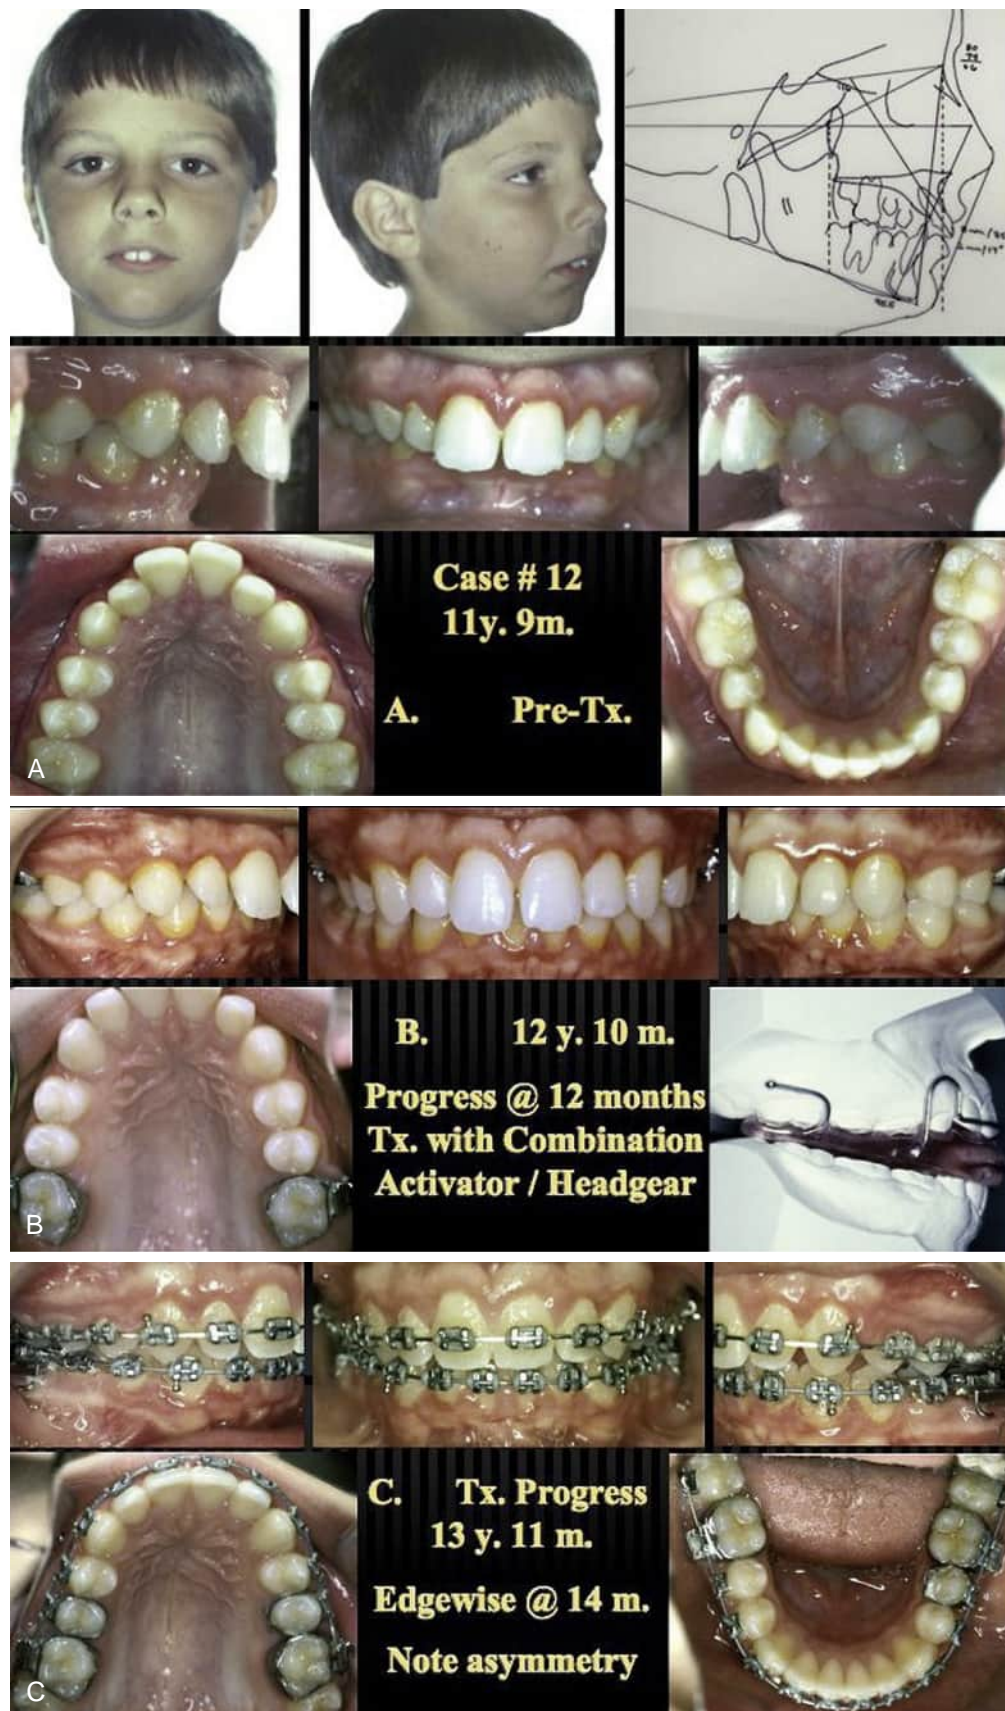 80
Case # 12
11y. 9m.
A. Pre-Tx.
A
B. 12 y. 10 m.
Progress @ 12 months
Tx. with Combination
Activator / Headgear
B
C. Tx. Progress
13 y. 11 m.
Edgewise @ 14 m.
Note asymmetry
C